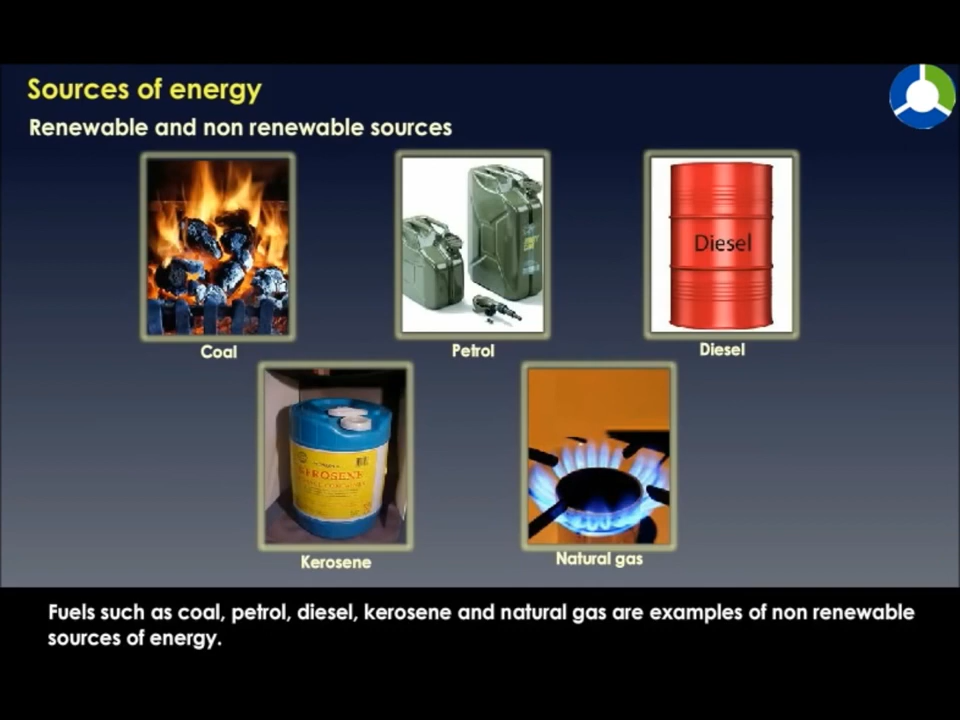 Sources of energy
Renewable and non renewable sources
Diesel
Coal
Petrol
Diesel
KEROSENE
Kerosene
Natural gas
Fuels such as coal, petrol, diesel, kerosene and natural gas are examples of non renewable
sources of energy.